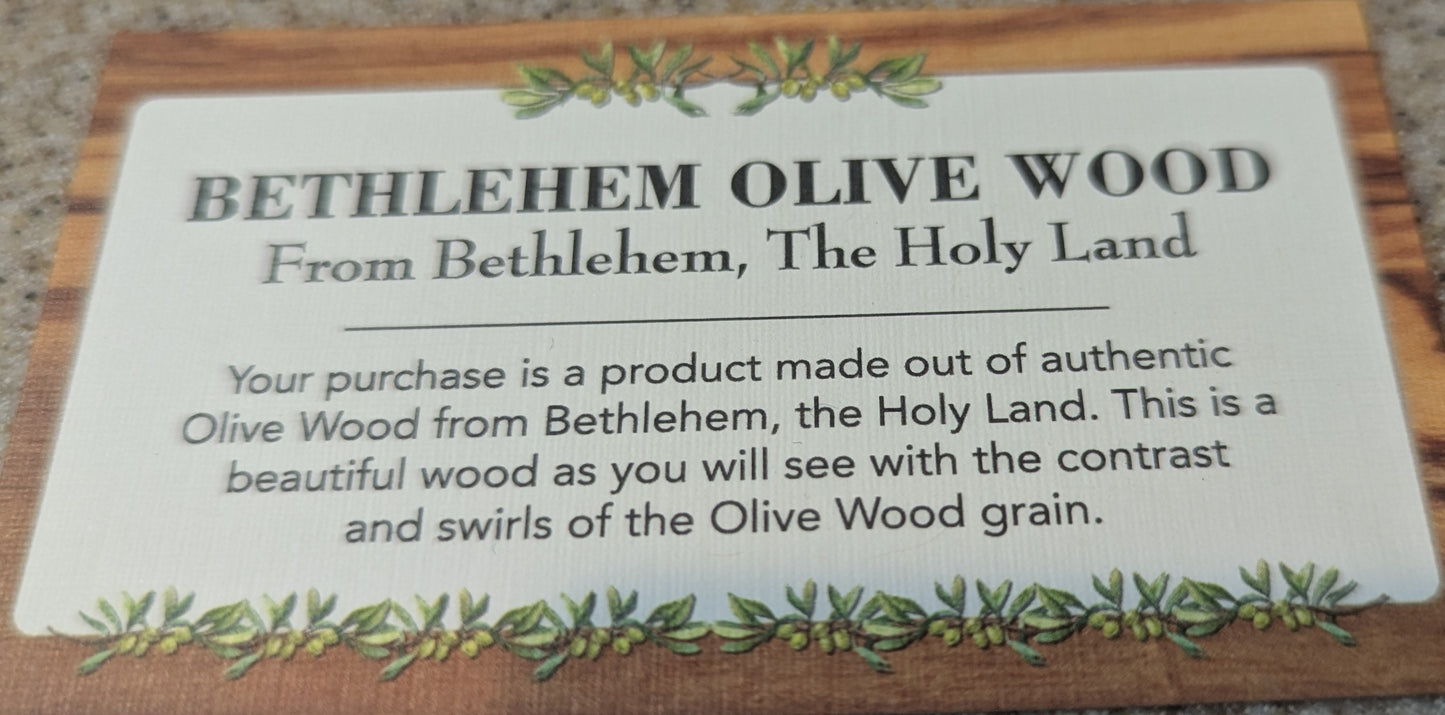 BETHLEHEM OLIVE WOOD
From Bethlehem, The Holy Land
Your purchase is a product made out of authentic
Olive Wood from Bethlehem, the Holy Land. This is a
beautiful wood as you will see with the contrast
and swirls of the Olive Wood grain.